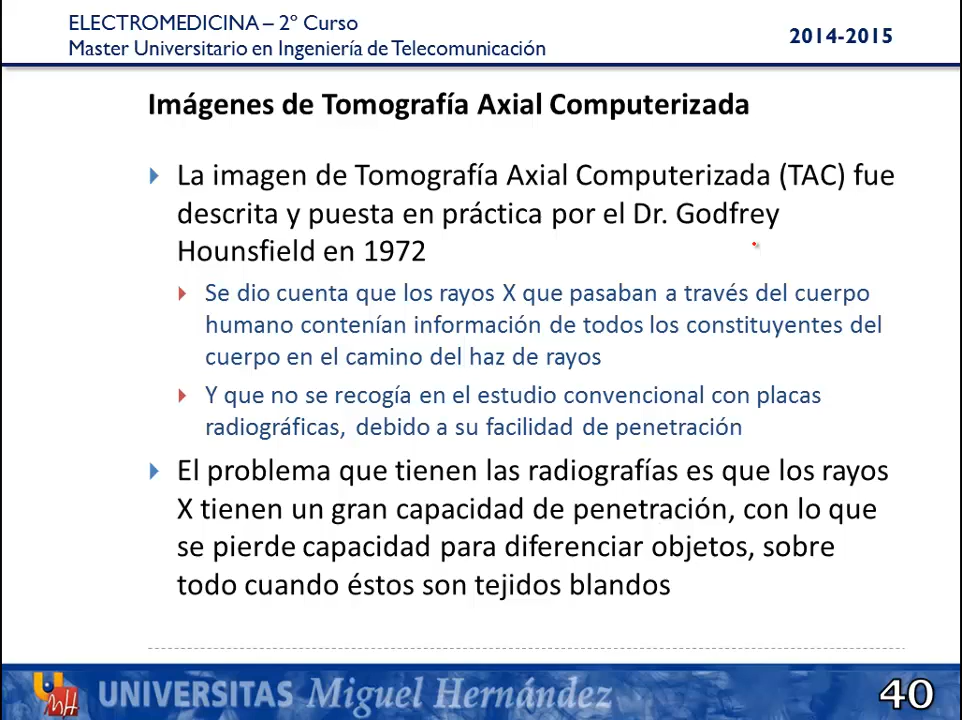 ELECTROMEDICINA – 2º Curso
Master Universitario en Ingeniería de Telecomunicación
2014-2015
Imágenes de Tomografía Axial Computerizada
La imagen de Tomografía Axial Computerizada (TAC) fue
descrita y puesta en práctica por el Dr. Godfrey
Hounsfield en 1972
Se dio cuenta que los rayos X que pasaban a través del cuerpo
humano contenían información de todos los constituyentes del
cuerpo en el camino del haz de rayos
Y que no se recogía en el estudio convencional con placas
radiográficas, debido a su facilidad de penetración
El problema que tienen las radiografías es que los rayos
X tienen un gran capacidad de penetración, con lo que
se pierde capacidad para diferenciar objetos, sobre
todo cuando éstos son tejidos blandos
UNIVERSITAS Miguel Hernández
40